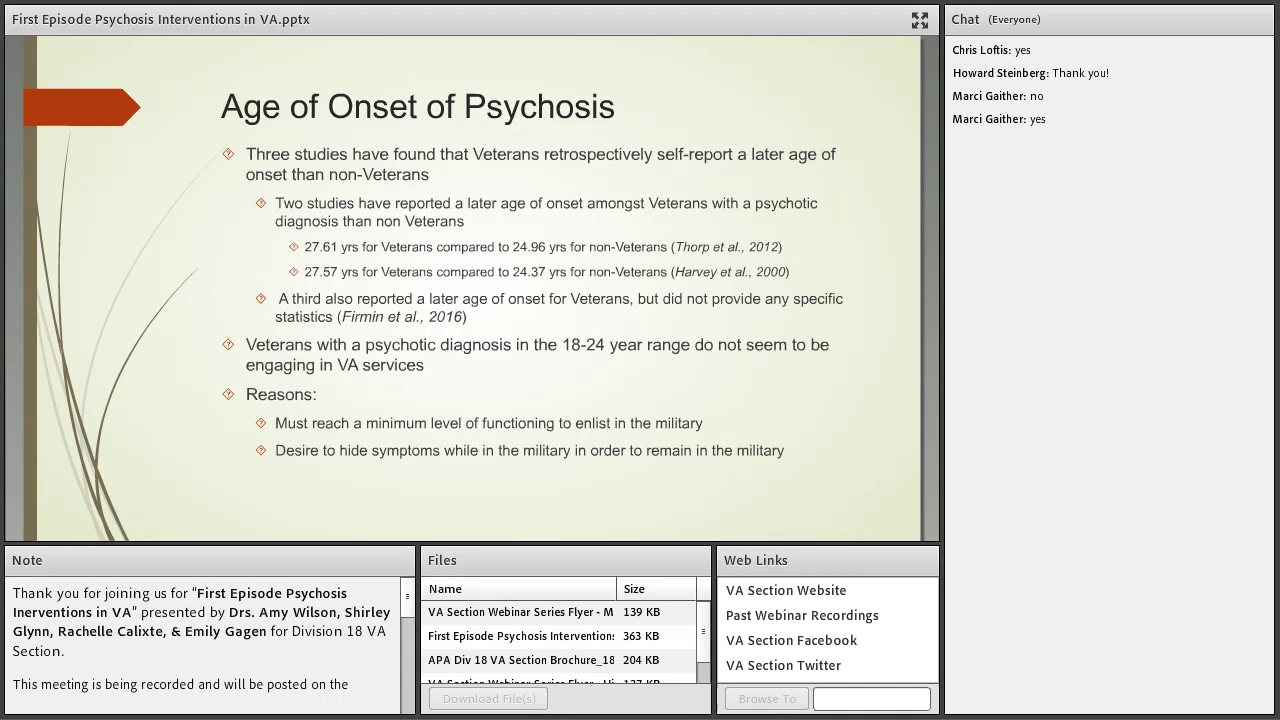 First Episode Psychosis Interventions in VA.pptx
Age of Onset of Psychosis
Three studies have found that Veterans retrospectively self-report a later age of
onset than non-Veterans
Two studies have reported a later age of onset amongst Veterans with a psychotic
diagnosis than non Veterans
27.61 yrs for Veterans compared to 24.96 yrs for non-Veterans (Thorp et al., 2012)
27.57 yrs for Veterans compared to 24.37 yrs for non-Veterans (Harvey et al., 2000)
A third also reported a later age of onset for Veterans, but did not provide any specific
statistics (Firmin et al., 2016)
Veterans with a psychotic diagnosis in the 18-24 year range do not seem to be
engaging in VA services
Reasons:
Must reach a minimum level of functioning to enlist in the military
Desire to hide symptoms while in the military in order to remain in the military
Chat (Everyone)
Chris Loftis: yes
Howard Steinberg: Thank you!
Marci Gaither: no
Marci Gaither: yes
Note
Thank you for joining us for "First Episode Psychosis
Inerventions in VA" presented by Drs. Amy Wilson, Shirley
Glynn, Rachelle Calixte, & Emily Gagen for Division 18 VA
Section.
This meeting is being recorded and will be posted on the
Files
Name Size
VA Section Webinar Series Flyer - M 139 KB
First Episode Psychosis Interventions 363 KB
APA Div 18 VA Section Brochure_18 204 KB
VA Section Webinar Series Flyer - Hi 137 KB
Download File(s)
Web Links
VA Section Website
Past Webinar Recordings
VA Section Facebook
VA Section Twitter
Browse To